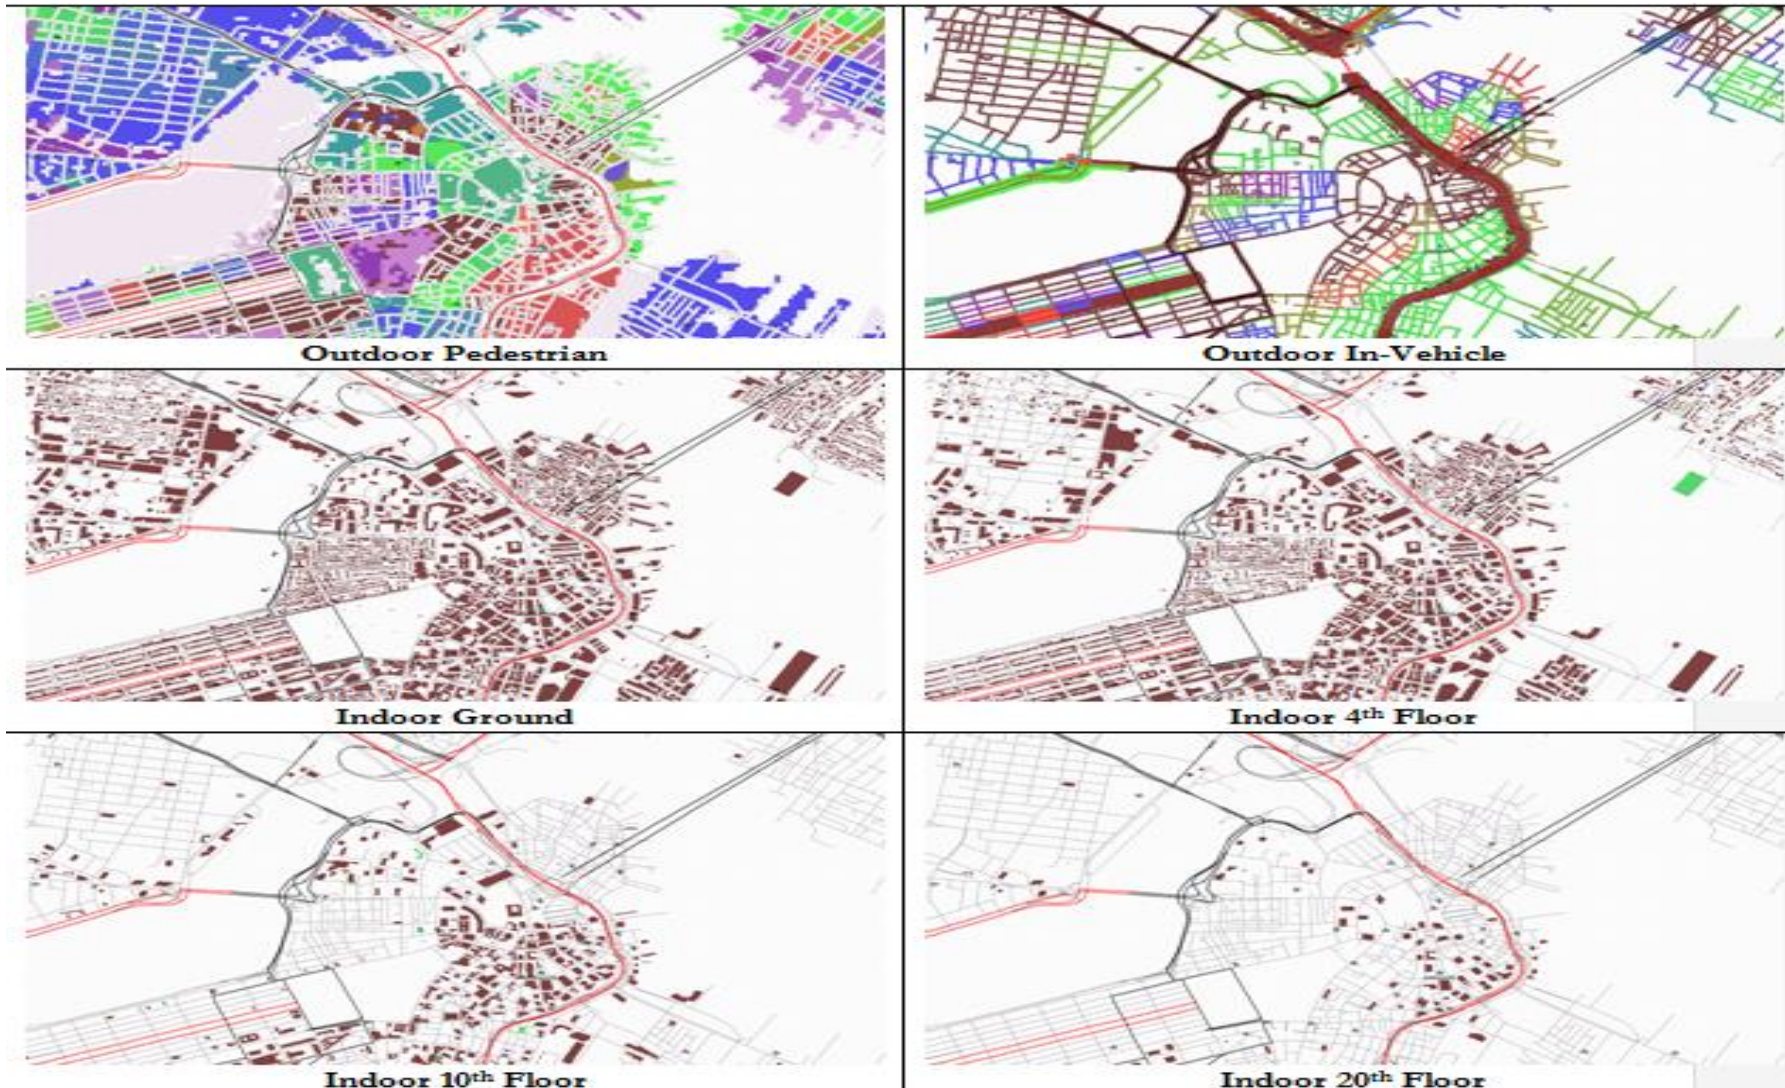 Outdoor Pedestrian
Outdoor In-Vehicle
Indoor Ground
Indoor 4th Floor
Indoor 10th Floor
Indoor 20th Floor